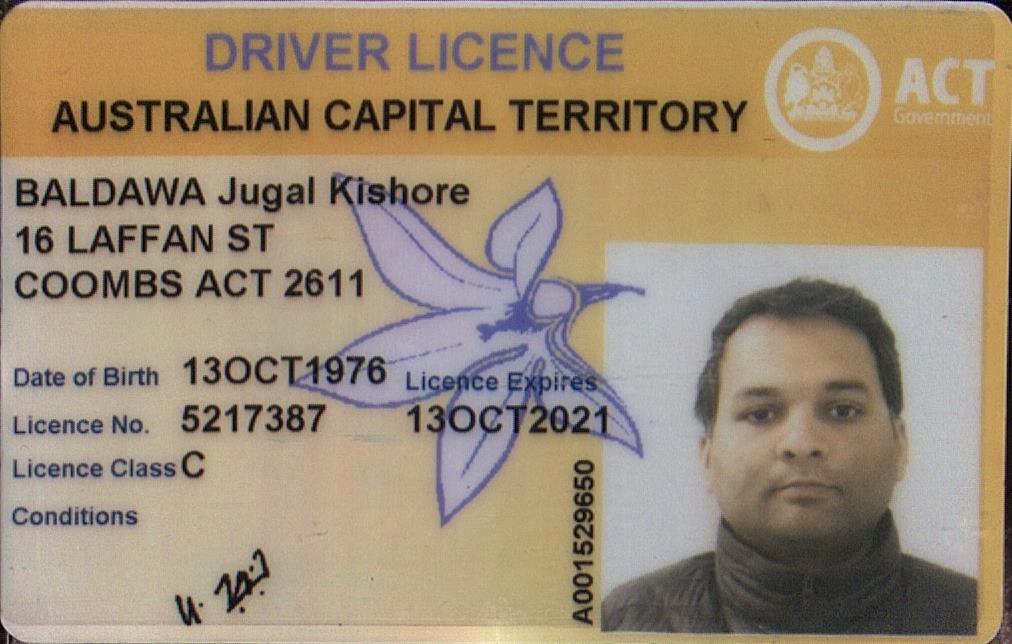 DRIVER LICENCE
AUSTRALIAN CAPITAL TERRITORY
ACT
Government
BALDAWA Jugal Kishore
16 LAFFAN ST
COOMBS ACT 2611
Date of Birth 13OCT1976
Licence Expires
Licence No. 5217387
13OCT2021
Licence Class C
Conditions
A001529650